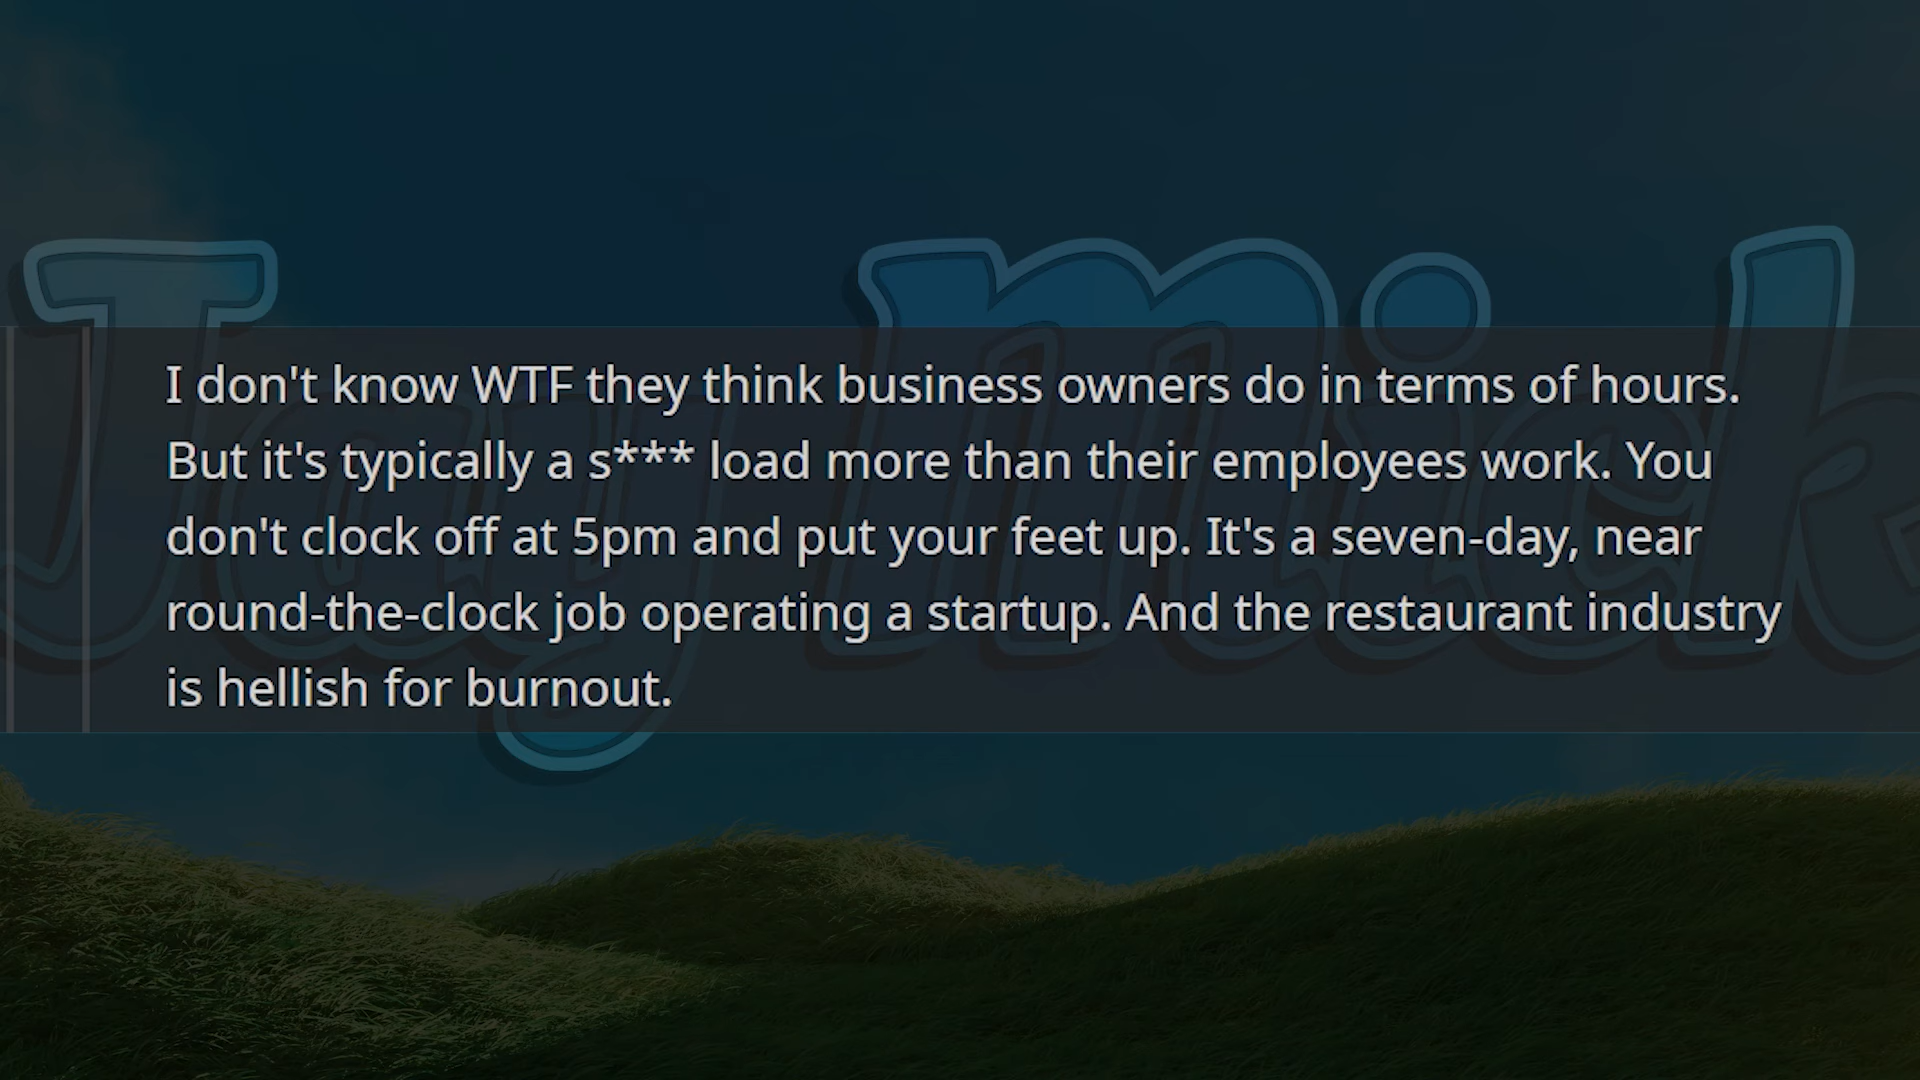 Jay Mick
I don't know WTF they think business owners do in terms of hours.
But it's typically a s*** load more than their employees work. You
don't clock off at 5pm and put your feet up. It's a seven-day, near
round-the-clock job operating a startup. And the restaurant industry
is hellish for burnout.